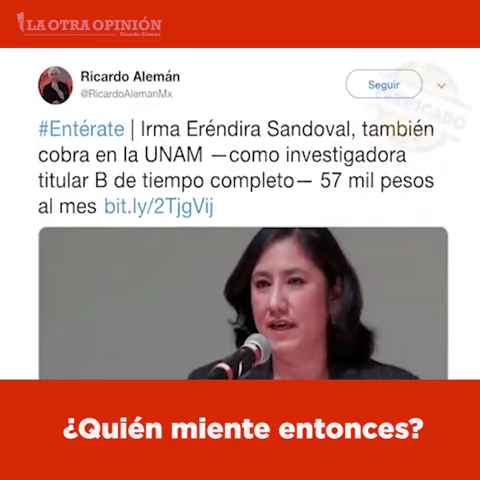 LA OTRA OPINIÓN
Ricardo Alemán
Ricardo Alemán
@RicardoAlemanMx
Seguir
#Entérate | Irma Eréndira Sandoval, también
cobra en la UNAM —como investigadora
titular B de tiempo completo— 57 mil pesos
al mes bit.ly/2TjgVij
¿Quién miente entonces?